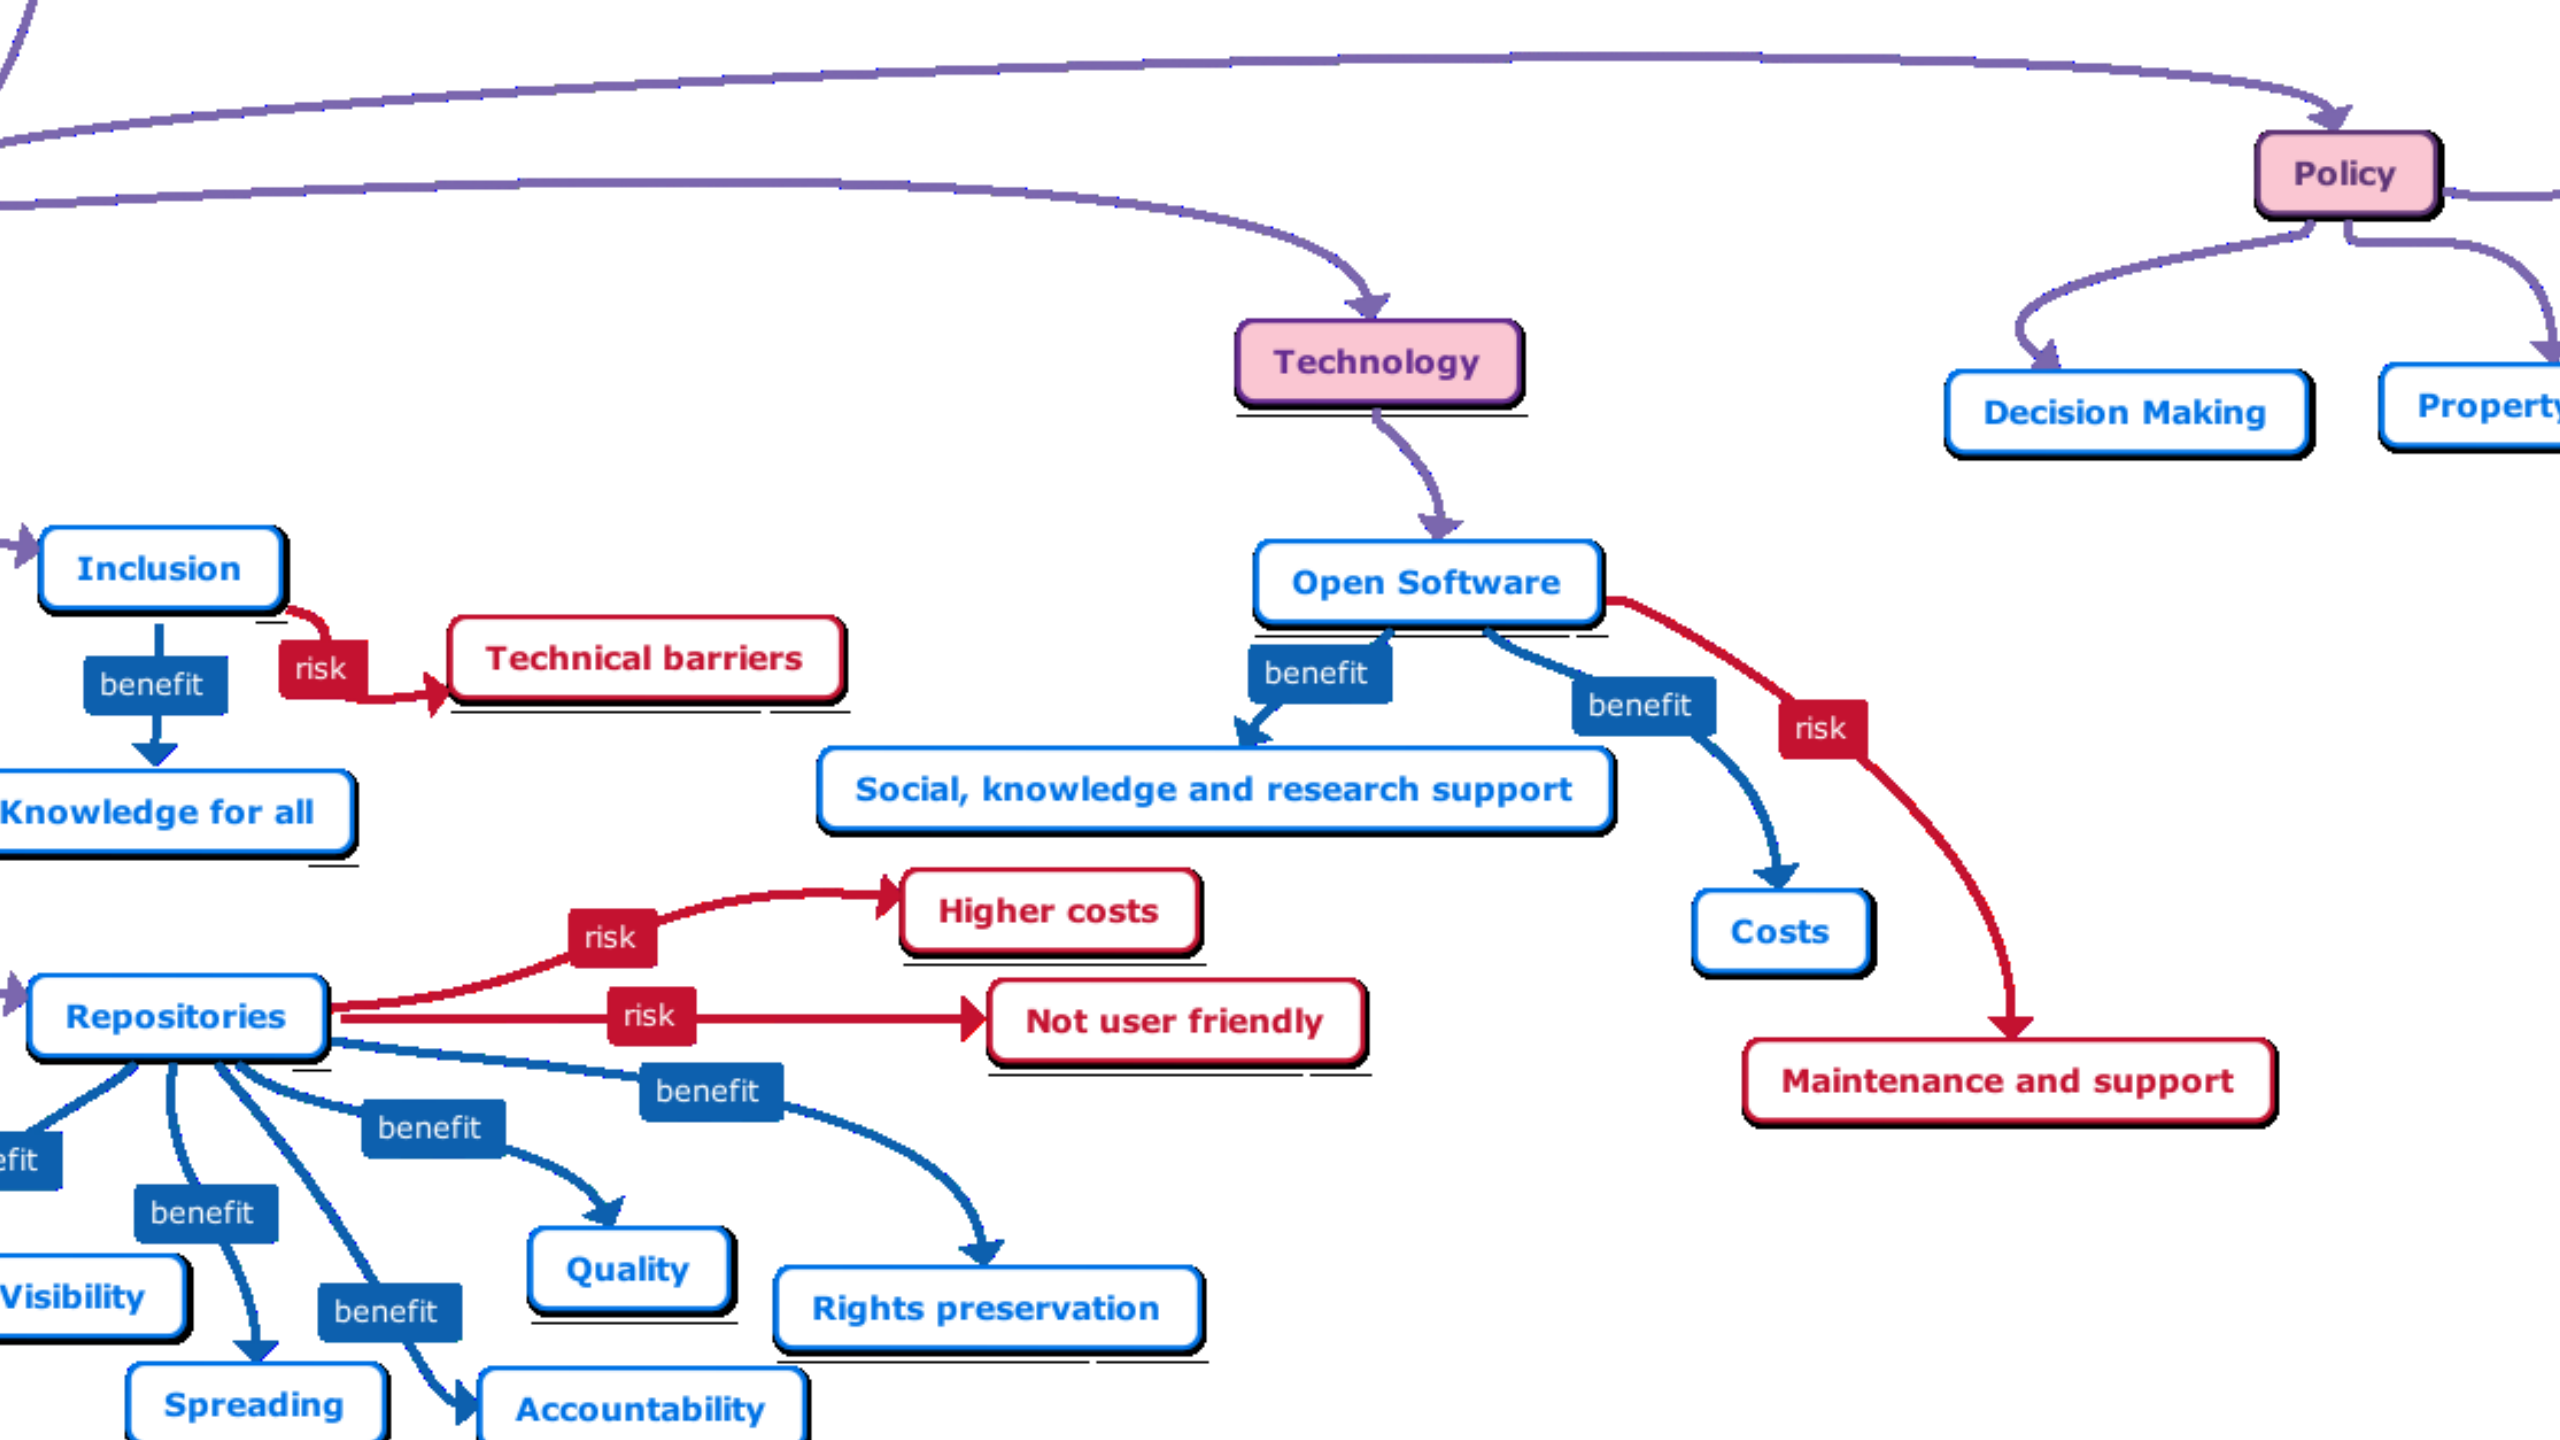 Policy
Technology
Decision Making
Property
Inclusion
Open Software
risk
Technical barriers
benefit
benefit
benefit
risk
Social, knowledge and research support
Knowledge for all
Higher costs
Costs
risk
Repositories
risk
Not user friendly
Maintenance and support
benefit
benefit
benefit
Quality
Visibility
benefit
Rights preservation
Spreading
Accountability